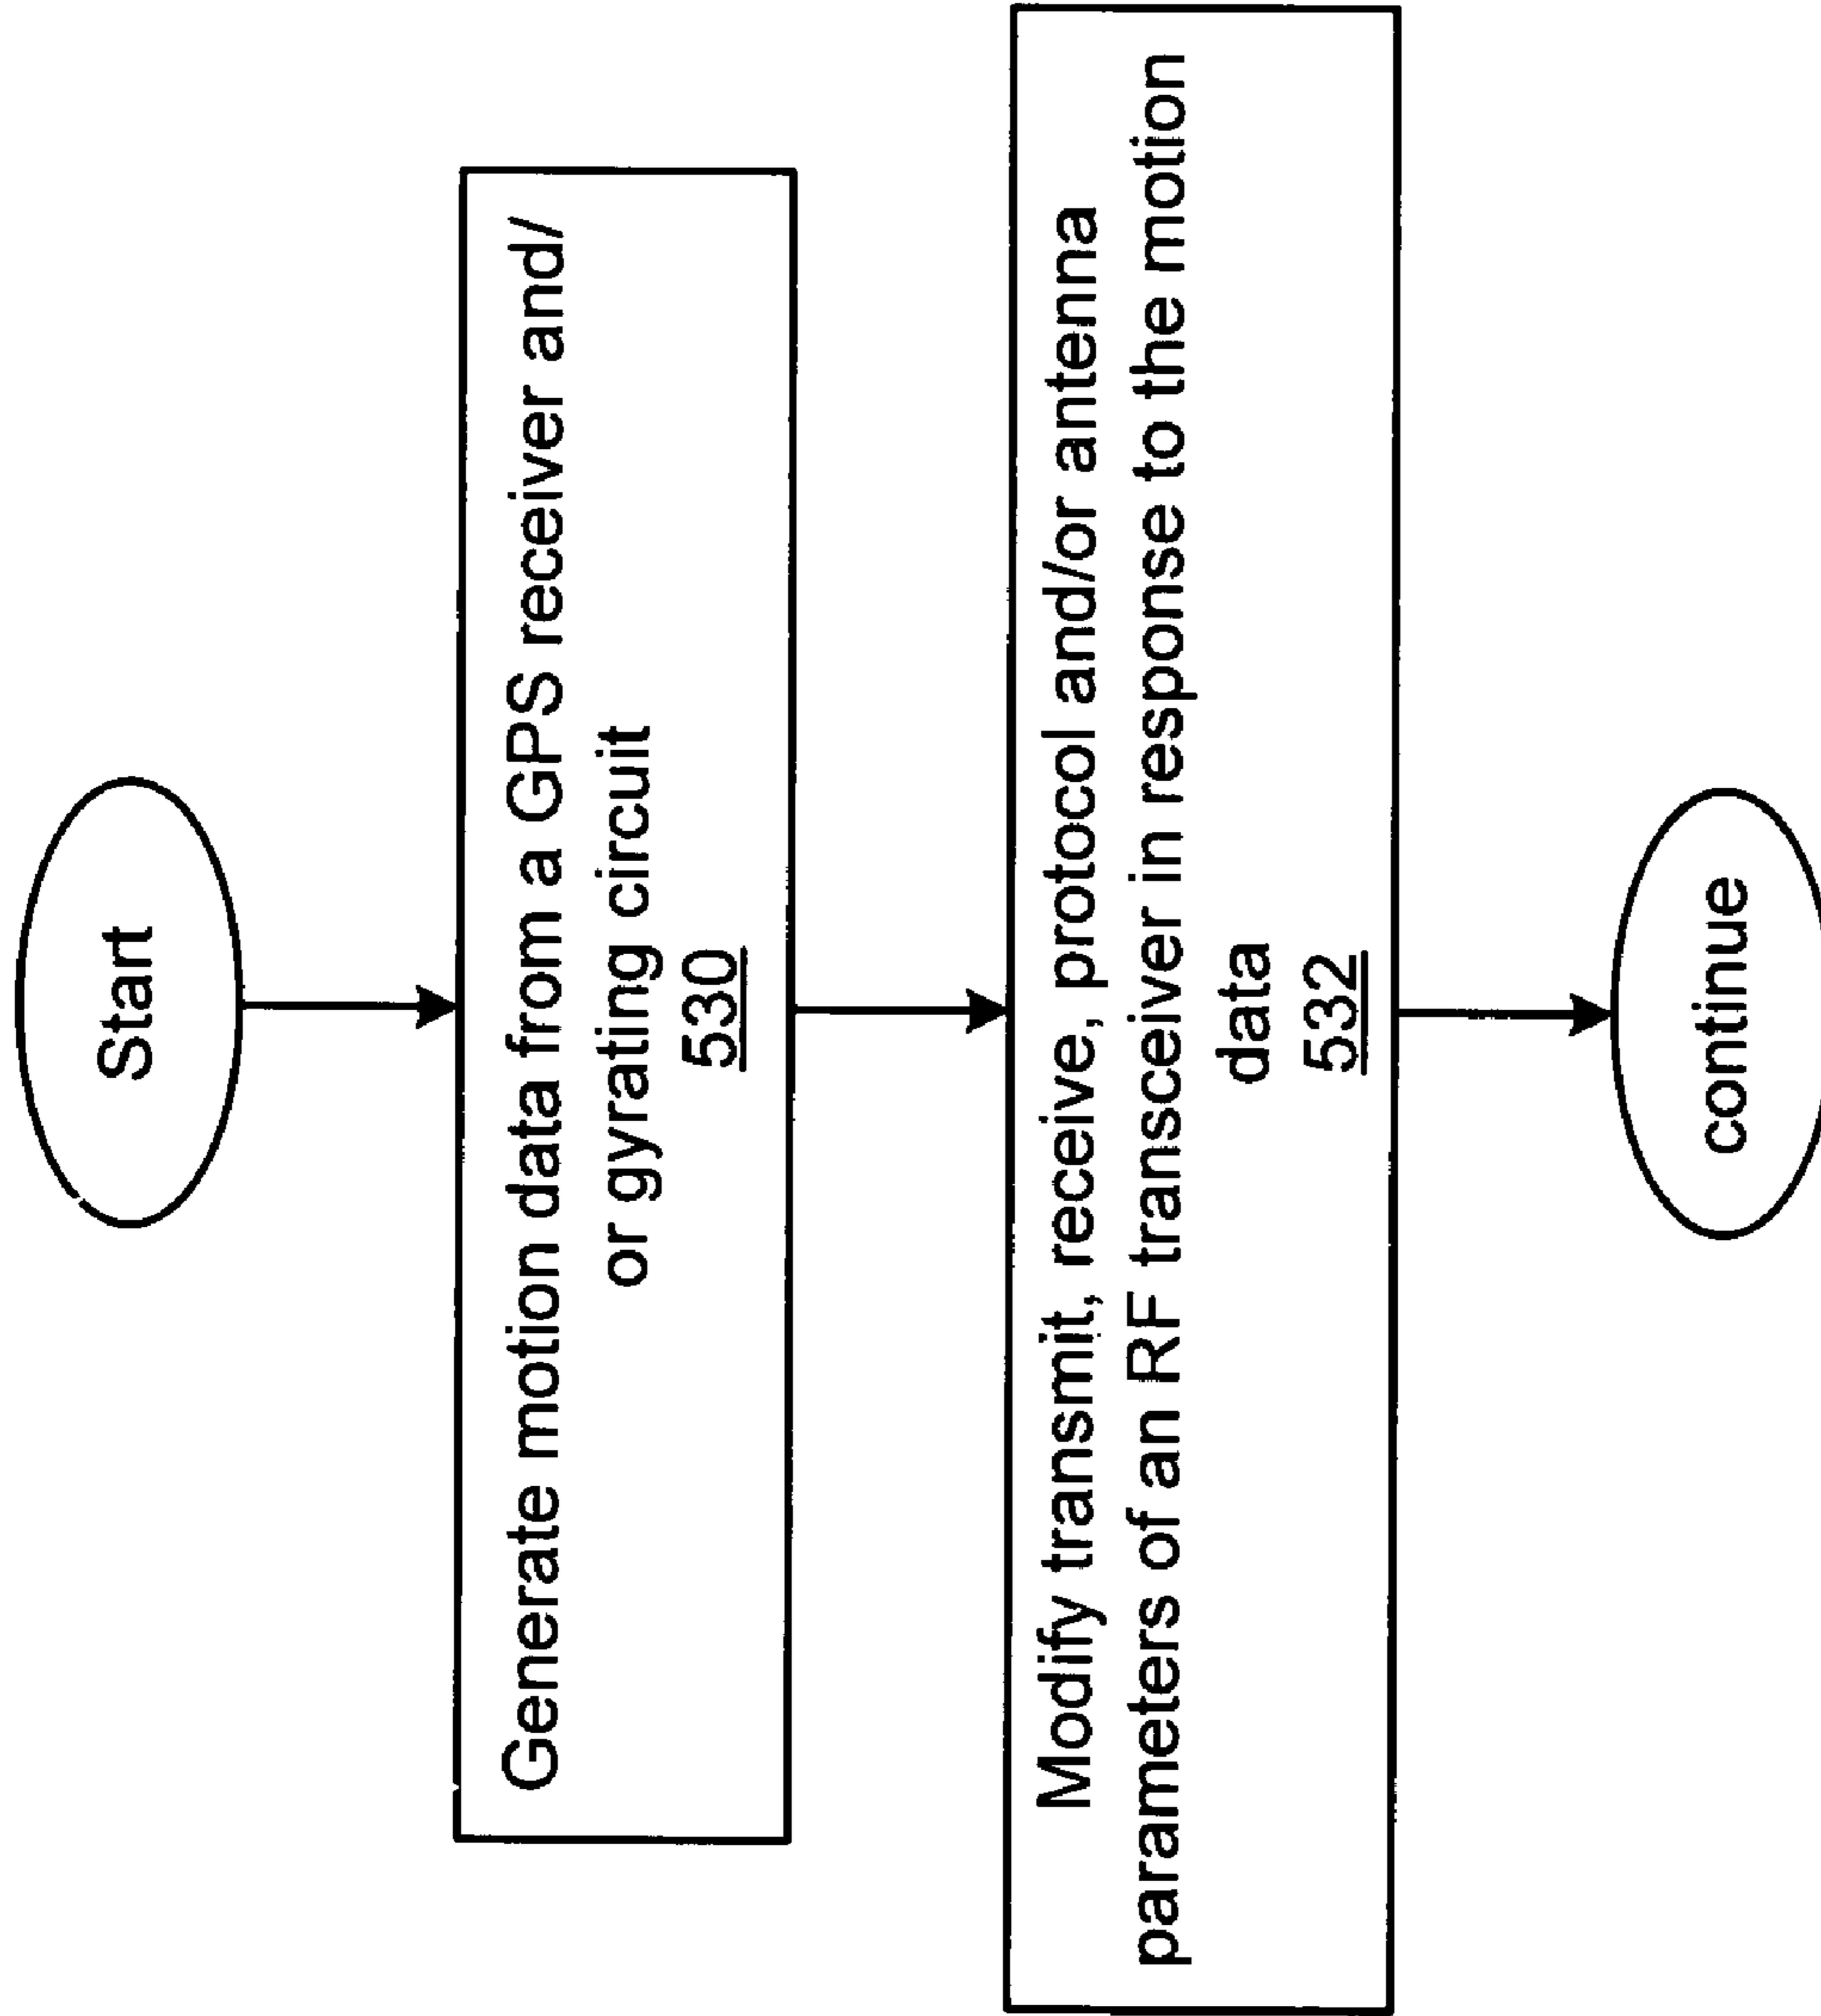 Start
Generate motion data from a GPS receiver and/
or gyrating circuit
530
Modify transmit, receive, protocol and/or antenna
parameters of an RF transceiver in response to the motion
data
532
continue